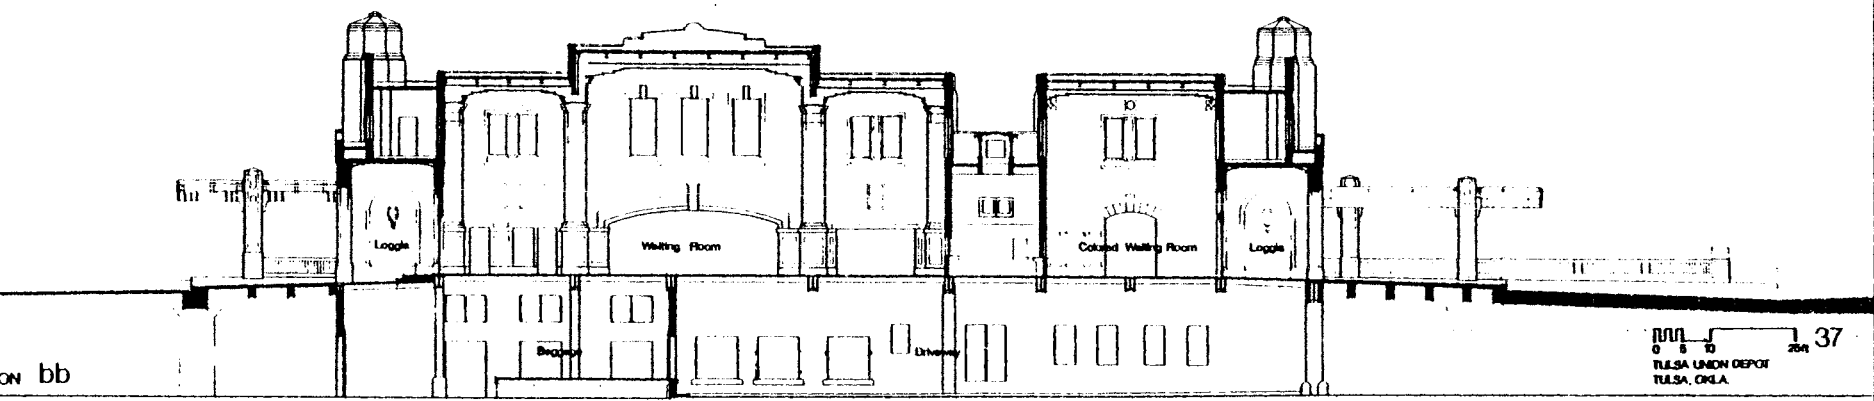 Loggia
Waiting Room
Colored Waiting Room
Loggia
Baggage
Driveway
ON bb
0 5 10 25ft
37
TULSA UNION DEPOT
TULSA, OKLA.